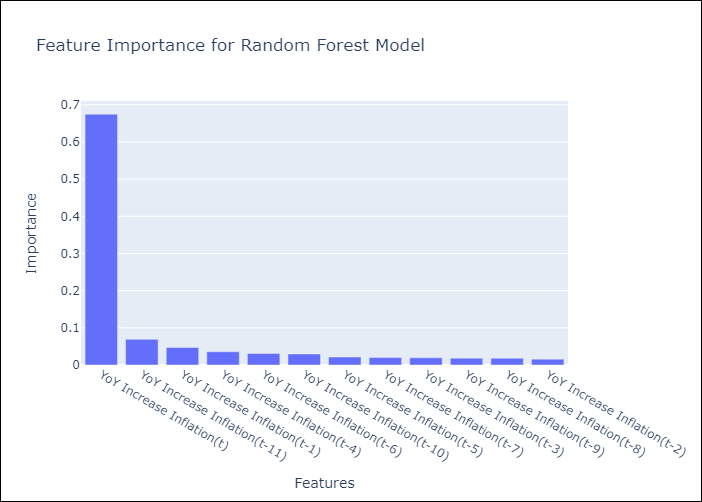 Feature Importance for Random Forest Model
0.7
0.6
0.5
0.4
0.3
0.2
0.1
0
Importance
YoY Increase Inflation(t)
YoY Increase Inflation(t-11)
YoY Increase Inflation(t-1)
YoY Increase Inflation(t-4)
YoY Increase Inflation(t-6)
YoY Increase Inflation(t-10)
YoY Increase Inflation(t-5)
YoY Increase Inflation(t-7)
YoY Increase Inflation(t-3)
YoY Increase Inflation(t-9)
YoY Increase Inflation(t-8)
YoY Increase Inflation(t-2)
Features